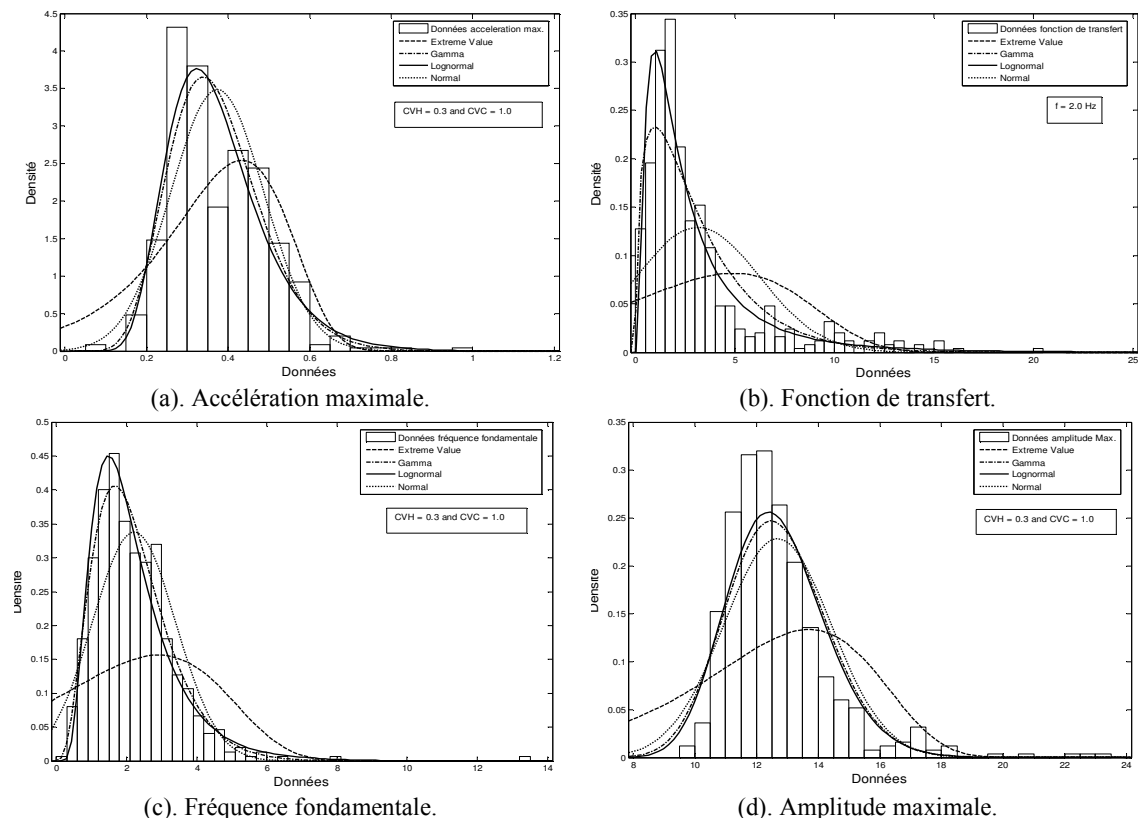 4.5
4
3.5
3
2.5
2
1.5
1
0.5
0
0
0.2
0.4
0.6
0.8
1
1.2
Densité
Données
Données acceleration max.
Extreme Value
Gamma
Lognormal
Normal
CVH = 0.3 and CVC = 1.0
(a). Accélération maximale.
0.35
0.3
0.25
0.2
0.15
0.1
0.05
0
0
5
10
15
20
25
Densité
Données
Données fonction de transfert
Extreme Value
Gamma
Lognormal
Normal
f = 2.0 Hz
(b). Fonction de transfert.
0.5
0.45
0.4
0.35
0.3
0.25
0.2
0.15
0.1
0.05
0
0
2
4
6
8
10
12
14
Densité
Données
Données fréquence fondamentale
Extreme Value
Gamma
Lognormal
Normal
CVH = 0.3 and CVC = 1.0
(c). Fréquence fondamentale.
0.35
0.3
0.25
0.2
0.15
0.1
0.05
0
8
10
12
14
16
18
20
22
24
Densite
Données
Données amplitude Max.
Extreme Value
Gamma
Lognormal
Normal
CVH = 0.3 and CVC = 1.0
(d). Amplitude maximale.